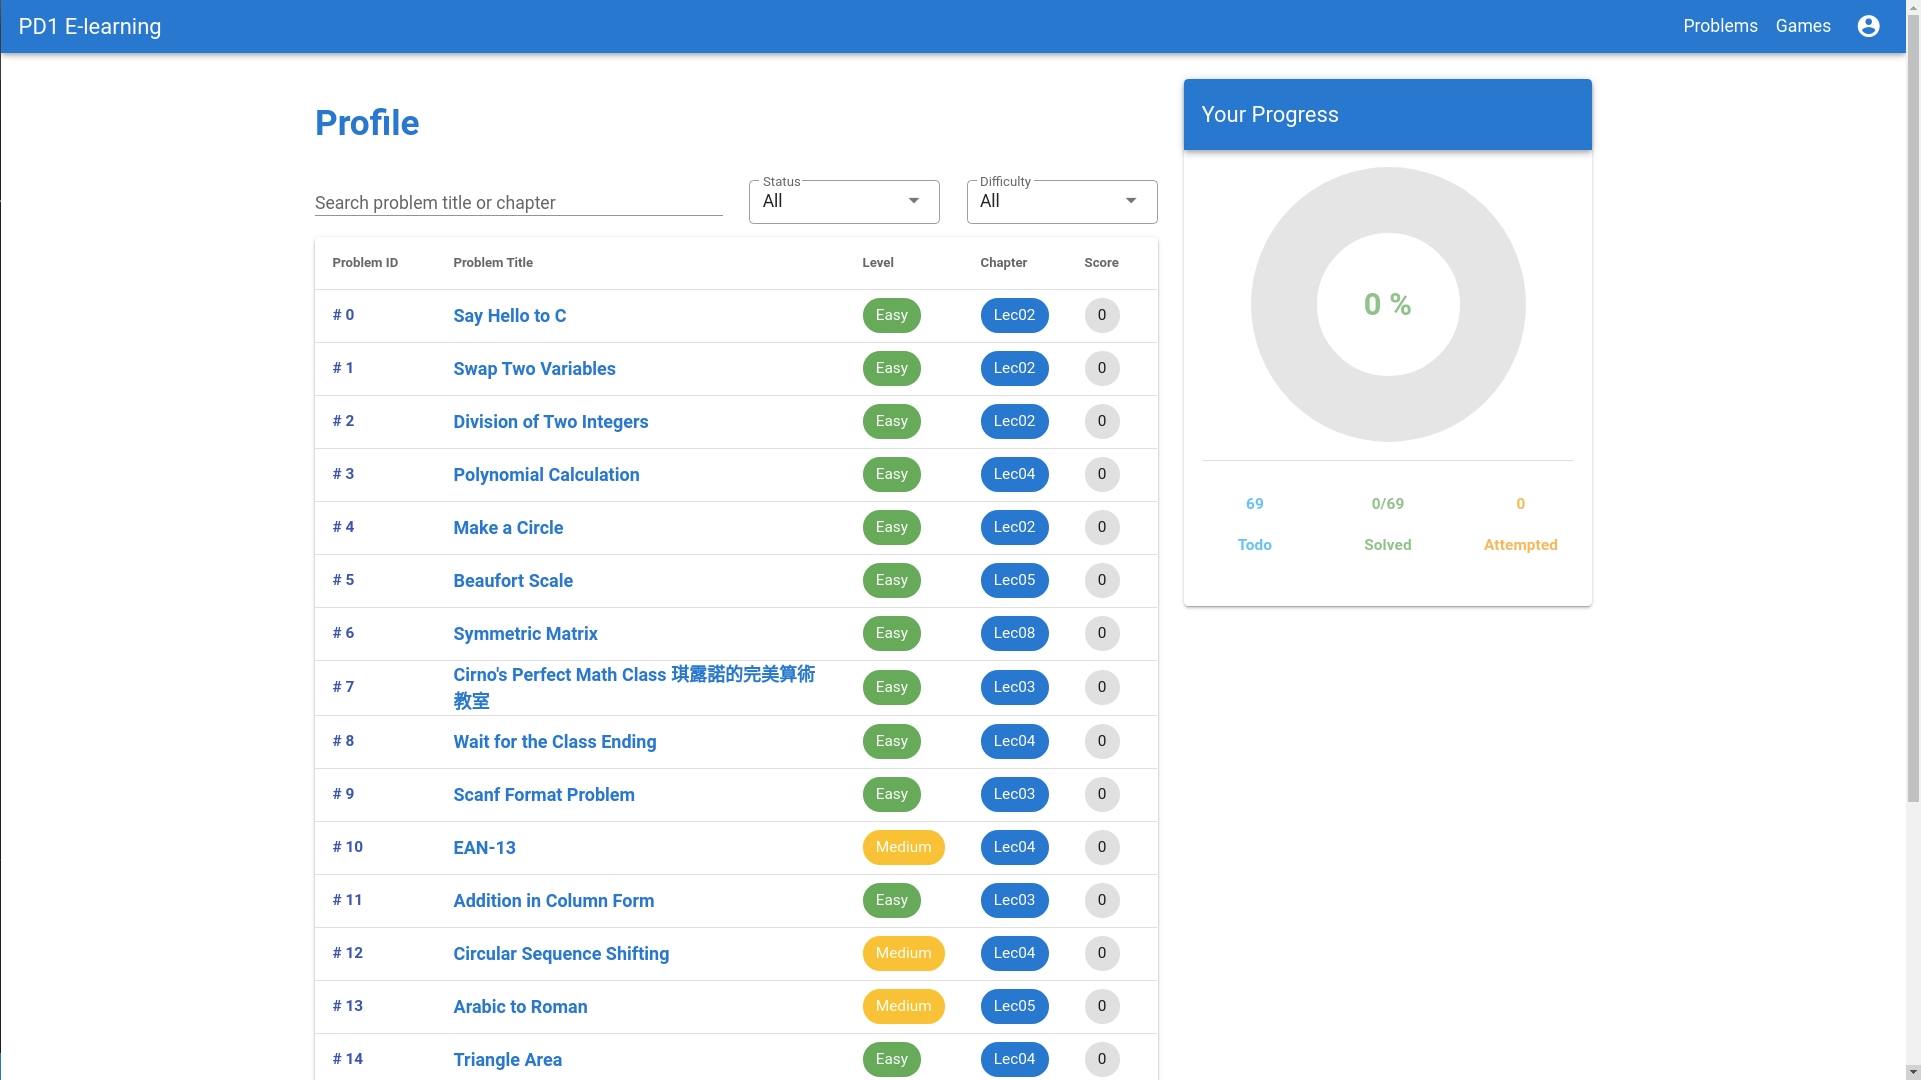 PD1 E-learning
Problems Games
Profile
Search problem title or chapter
Status
All
Difficulty
All
Problem ID Problem Title Level Chapter Score
# 0 Say Hello to C Easy Lec02 0
# 1 Swap Two Variables Easy Lec02 0
# 2 Division of Two Integers Easy Lec02 0
# 3 Polynomial Calculation Easy Lec04 0
# 4 Make a Circle Easy Lec02 0
# 5 Beaufort Scale Easy Lec05 0
# 6 Symmetric Matrix Easy Lec08 0
# 7 Cirno's Perfect Math Class 琪露諾的完美算術 Easy Lec03 0
教室
# 8 Wait for the Class Ending Easy Lec04 0
# 9 Scanf Format Problem Easy Lec03 0
# 10 EAN-13 Medium Lec04 0
# 11 Addition in Column Form Easy Lec03 0
# 12 Circular Sequence Shifting Medium Lec04 0
# 13 Arabic to Roman Medium Lec05 0
# 14 Triangle Area Easy Lec04 0
Your Progress
0 %
69 0/69 0
Todo Solved Attempted